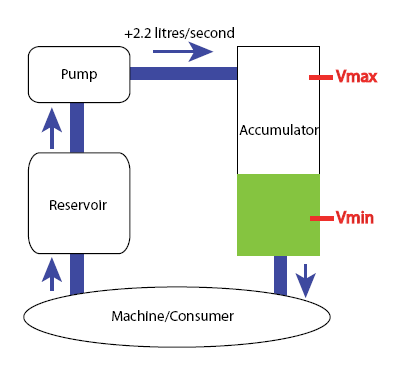 +2.2 litres/second
Pump
Vmax
Accumulator
Reservoir
Vmin
Machine/Consumer